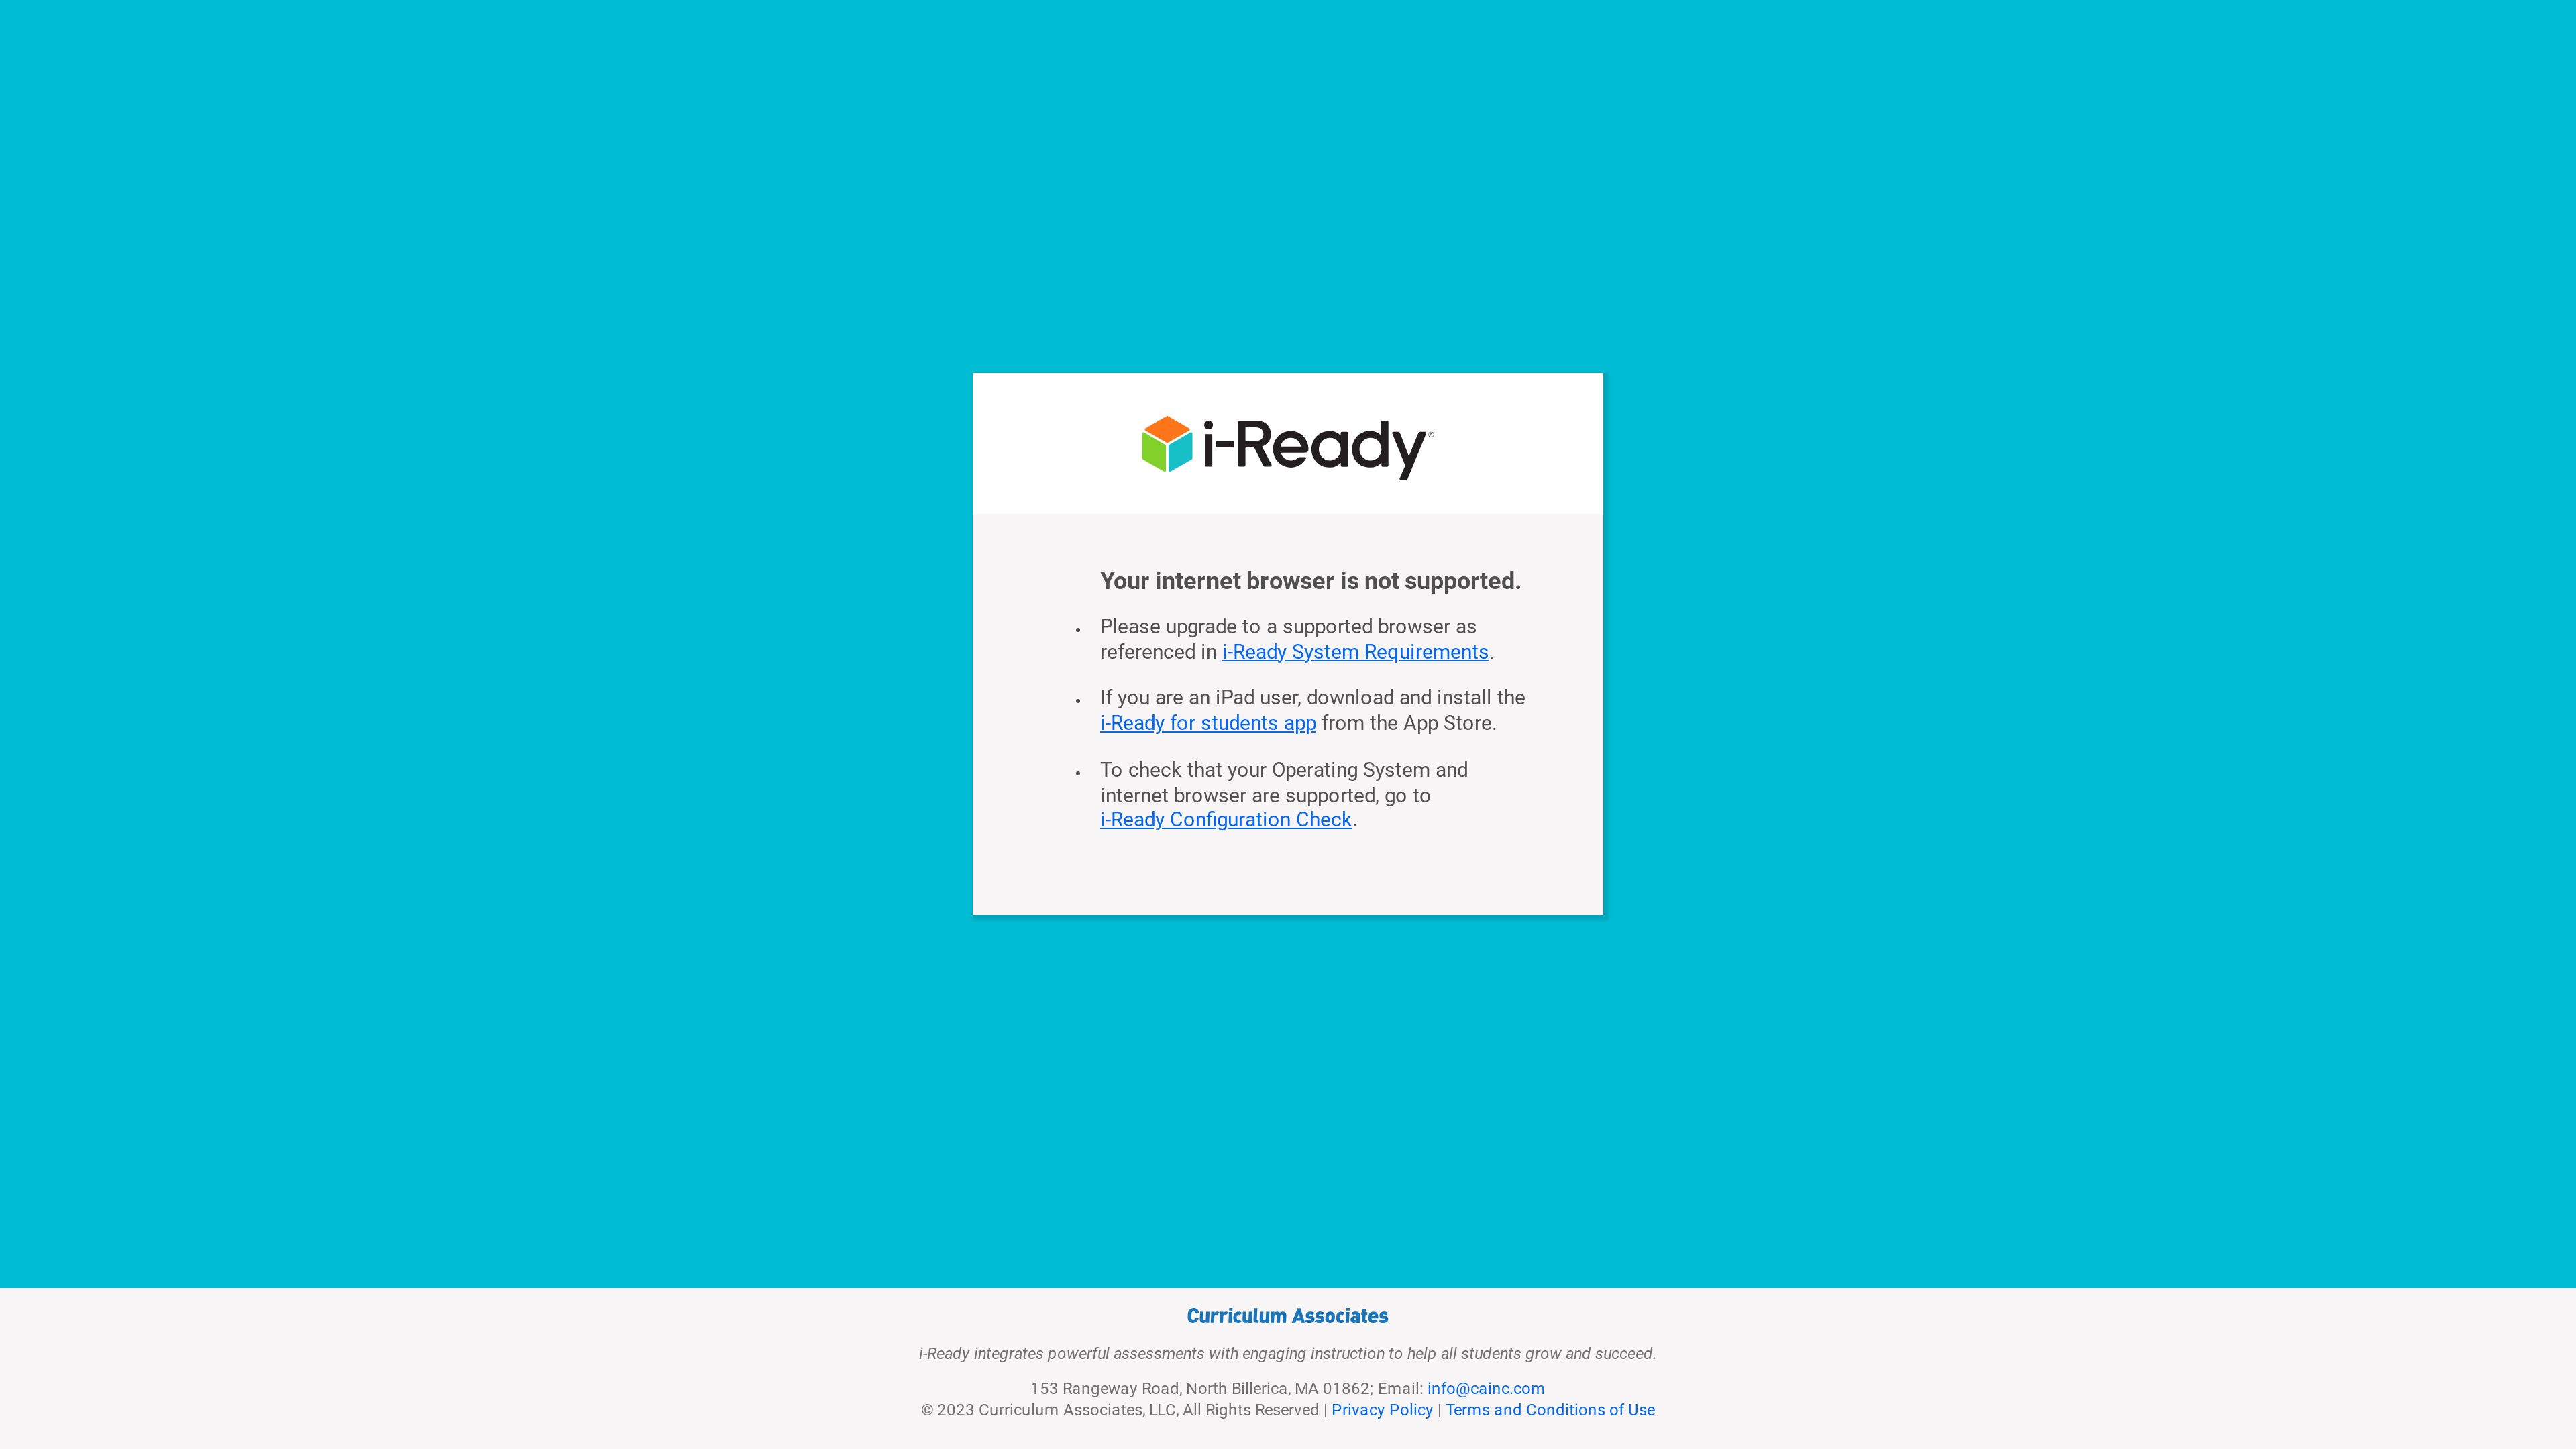 i-Ready®
Your internet browser is not supported.
• Please upgrade to a supported browser as
referenced in i-Ready System Requirements.
• If you are an iPad user, download and install the
i-Ready for students app from the App Store.
• To check that your Operating System and
internet browser are supported, go to
i-Ready Configuration Check.
Curriculum Associates
i-Ready integrates powerful assessments with engaging instruction to help all students grow and succeed.
153 Rangeway Road, North Billerica, MA 01862; Email: info@cainc.com
© 2023 Curriculum Associates, LLC, All Rights Reserved | Privacy Policy | Terms and Conditions of Use